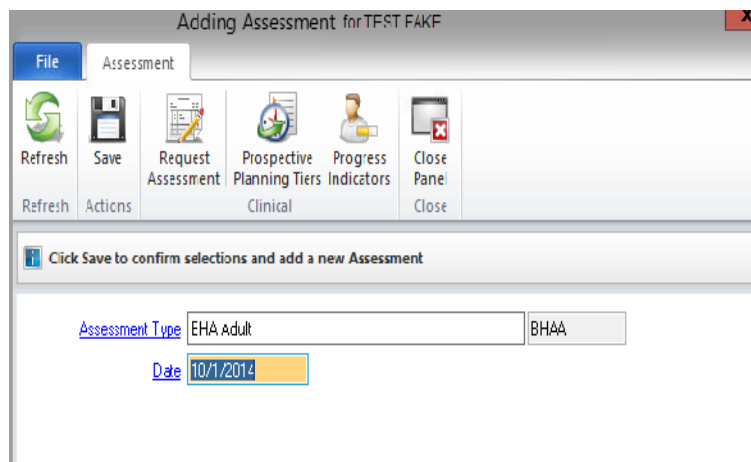 Adding Assessment for TEST FAKE
X
File Assessment
Refresh Save Request Assessment Prospective Planning Tiers Progress Indicators Close Panel
Refresh Actions Clinical Close
Click Save to confirm selections and add a new Assessment
Assessment Type EHA Adult BHAA
Date 10/1/2014